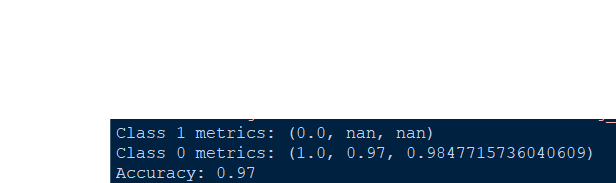 Class 1 metrics: (0.0, nan, nan)
Class 0 metrics: (1.0, 0.97, 0.9847715736040609)
Accuracy: 0.97